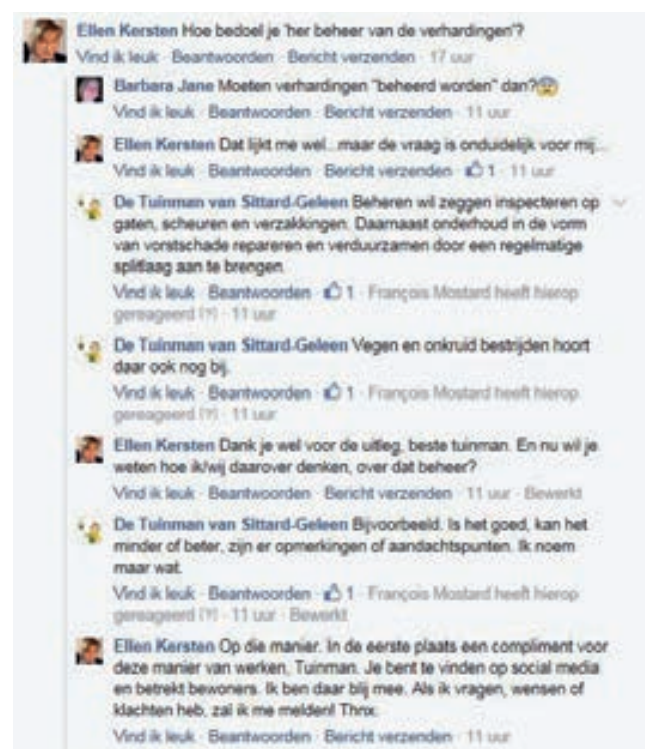 Ellen Kersten Hoe bedoel je 'her beheer van de verhardingen'?
Vind ik leuk · Beantwoorden · Bericht verzenden · 17 uur
Barbara Jane Moeten verhardingen "beheerd worden" dan?😨
Vind ik leuk · Beantwoorden · Bericht verzenden · 11 uur
Ellen Kersten Dat lijkt me wel...maar de vraag is onduidelijk voor mij...
Vind ik leuk · Beantwoorden · Bericht verzenden · 1 · 11 uur
De Tuinman van Sittard-Geleen Beheren wil zeggen inspecteren op
gaten, scheuren en verzakkingen. Daarnaast onderhoud in de vorm
van vorstschade repareren en verduurzamen door een regelmatige
splitlaag aan te brengen.
Vind ik leuk · Beantwoorden · 1 · François Mostard heeft hierop
gereageerd [?] · 11 uur
De Tuinman van Sittard-Geleen Vegen en onkruid bestrijden hoort
daar ook nog bij.
Vind ik leuk · Beantwoorden · 1 · François Mostard heeft hierop
gereageerd [?] · 11 uur
Ellen Kersten Dank je wel voor de uitleg, beste tuinman. En nu wil je
weten hoe ik/wij daarover denken, over dat beheer?
Vind ik leuk · Beantwoorden · Bericht verzenden · 11 uur · Bewerkt
De Tuinman van Sittard-Geleen Bijvoorbeeld. Is het goed, kan het
minder of beter, zijn er opmerkingen of aandachtspunten. Ik noem
maar wat.
Vind ik leuk · Beantwoorden · 1 · François Mostard heeft hierop
gereageerd [?] · 11 uur · Bewerkt
Ellen Kersten Op die manier. In de eerste plaats een compliment voor
deze manier van werken, Tuinman. Je bent te vinden op social media
en betrekt bewoners. Ik ben daar blij mee. Als ik vragen, wensen of
klachten heb, zal ik me melden! Thnx.
Vind ik leuk · Beantwoorden · Bericht verzenden · 11 uur